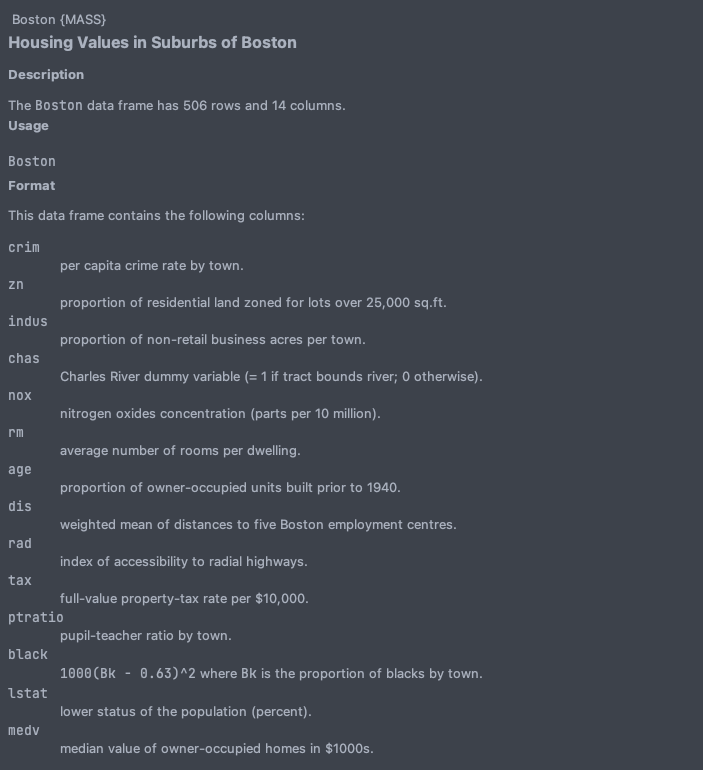 Boston {MASS}
Housing Values in Suburbs of Boston
Description
The Boston data frame has 506 rows and 14 columns.
Usage
Boston
Format
This data frame contains the following columns:
crim
per capita crime rate by town.
zn
proportion of residential land zoned for lots over 25,000 sq.ft.
indus
proportion of non-retail business acres per town.
chas
Charles River dummy variable (= 1 if tract bounds river; 0 otherwise).
nox
nitrogen oxides concentration (parts per 10 million).
rm
average number of rooms per dwelling.
age
proportion of owner-occupied units built prior to 1940.
dis
weighted mean of distances to five Boston employment centres.
rad
index of accessibility to radial highways.
tax
full-value property-tax rate per $10,000.
ptratio
pupil-teacher ratio by town.
black
1000(Bk - 0.63)^2 where Bk is the proportion of blacks by town.
lstat
lower status of the population (percent).
medv
median value of owner-occupied homes in $1000s.